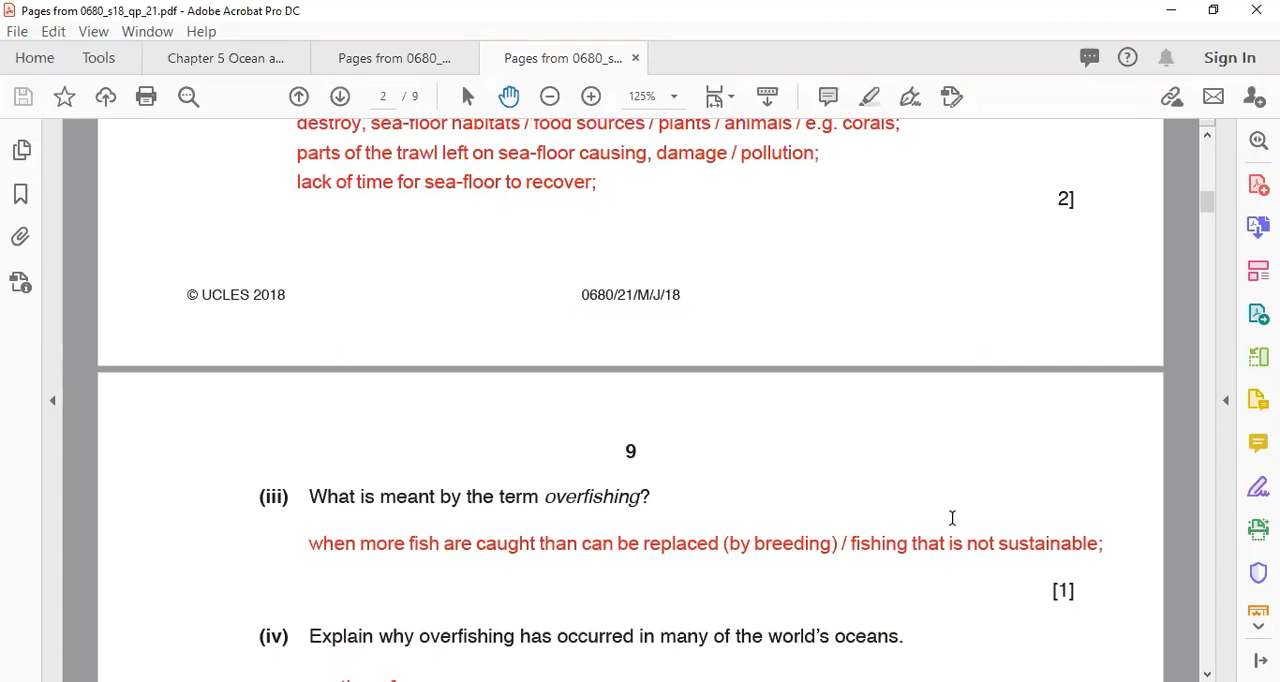 Pages from 0680_s18_qp_21.pdf - Adobe Acrobat Pro DC
File Edit View Window Help
Home Tools Chapter 5 Ocean a... Pages from 0680_... Pages from 0680_s... × Sign In
2 / 9 125%
destroy, sea-floor habitats / food sources / plants / animals / e.g. corals;
parts of the trawl left on sea-floor causing, damage / pollution;
lack of time for sea-floor to recover;
2]
© UCLES 2018 0680/21/M/J/18
9
(iii) What is meant by the term overfishing?
when more fish are caught than can be replaced (by breeding) / fishing that is not sustainable;
[1]
(iv) Explain why overfishing has occurred in many of the world's oceans.